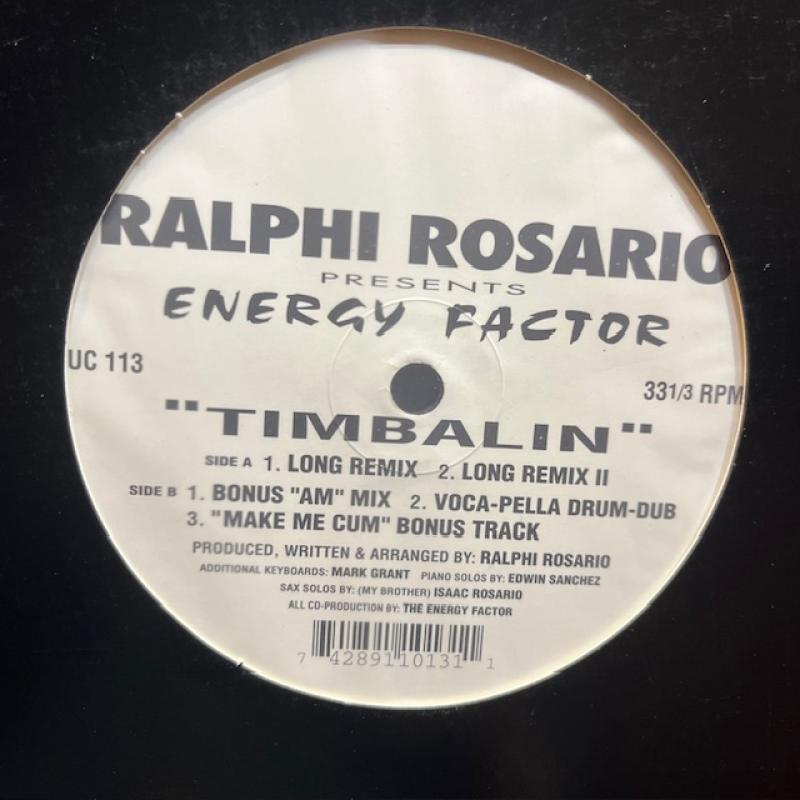 RALPHI ROSARIO
PRESENTS
ENERGY FACTOR
UC 113
33 1/3 RPM
"TIMBALIN"
SIDE A 1. LONG REMIX 2. LONG REMIX II
SIDE B 1. BONUS "AM" MIX 2. VOCA-PELLA DRUM-DUB
3. "MAKE ME CUM" BONUS TRACK
PRODUCED, WRITTEN & ARRANGED BY: RALPHI ROSARIO
ADDITIONAL KEYBOARDS: MARK GRANT PIANO SOLOS BY: EDWIN SANCHEZ
SAX SOLOS BY: (MY BROTHER) ISAAC ROSARIO
ALL CO-PRODUCTION BY: THE ENERGY FACTOR
7 4289110131 1